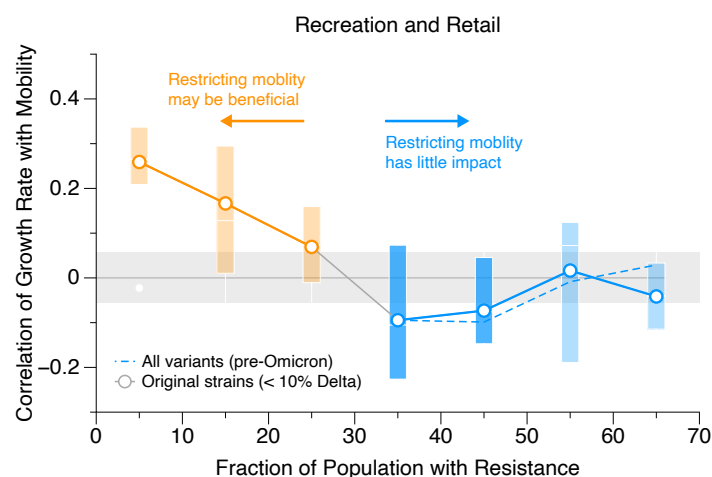 Recreation and Retail
Correlation of Growth Rate with Mobility
0.4
0.2
0
−0.2
Restricting moblity
may be beneficial
Restricting moblity
has little impact
All variants (pre-Omicron)
Original strains (< 10% Delta)
0 10 20 30 40 50 60 70
Fraction of Population with Resistance